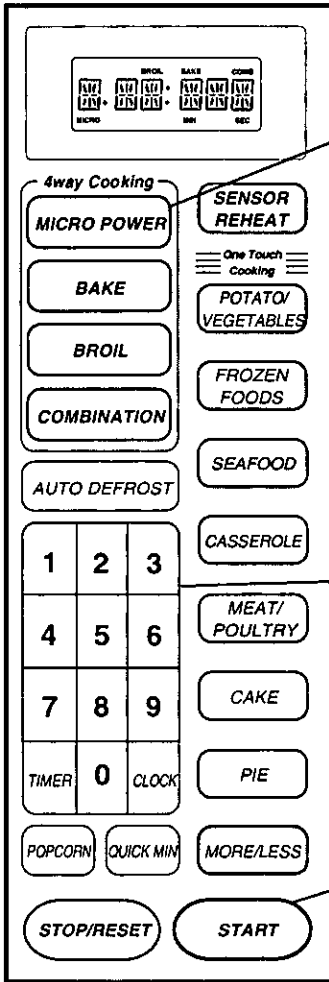 BROIL BAKE COMB
MICRO MIN SEC
4way Cooking
MICRO POWER
BAKE
BROIL
COMBINATION
AUTO DEFROST
1 2 3
4 5 6
7 8 9
TIMER 0 CLOCK
POPCORN QUICK MIN
STOP/RESET
SENSOR
REHEAT
One Touch
Cooking
POTATO/
VEGETABLES
FROZEN
FOODS
SEAFOOD
CASSEROLE
MEAT/
POULTRY
CAKE
PIE
MORE/LESS
START